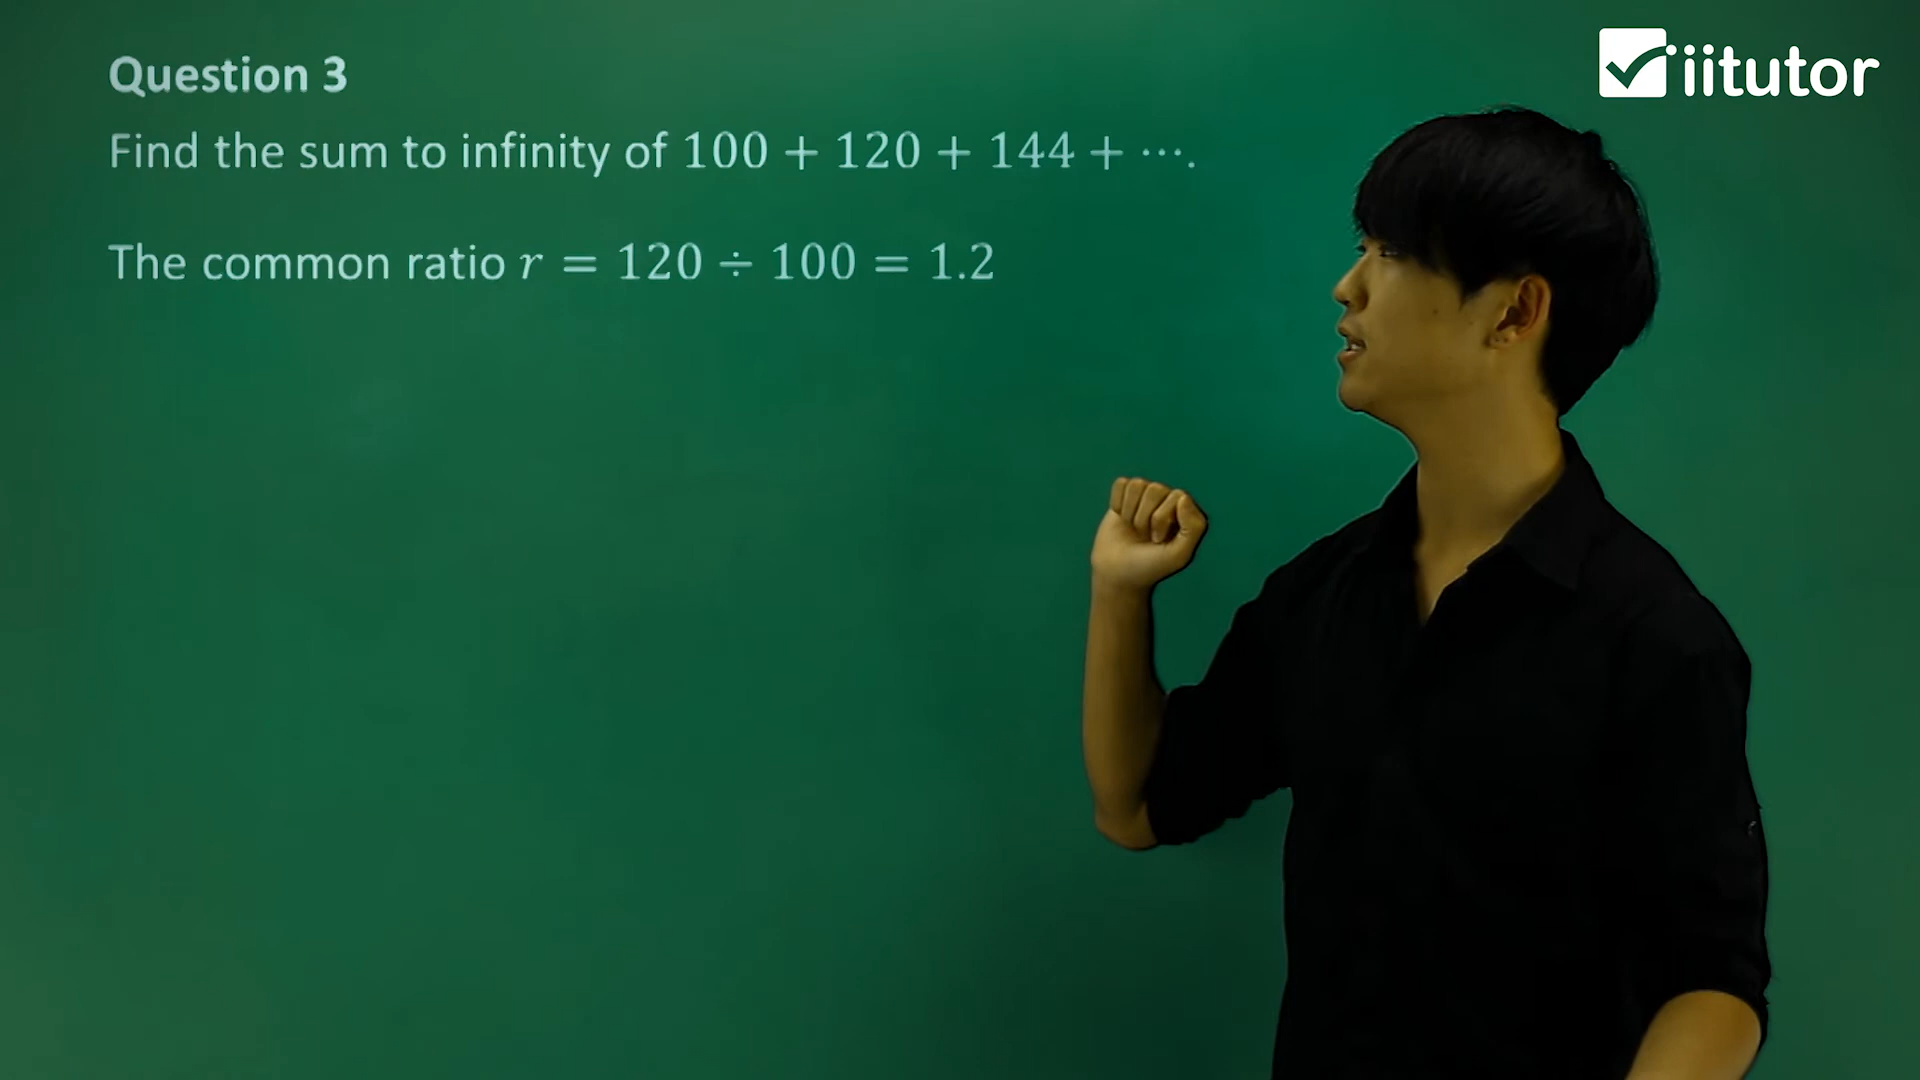 iitutor
Question 3
Find the sum to infinity of 100 + 120 + 144 + ⋯.
The common ratio r = 120 ÷ 100 = 1.2